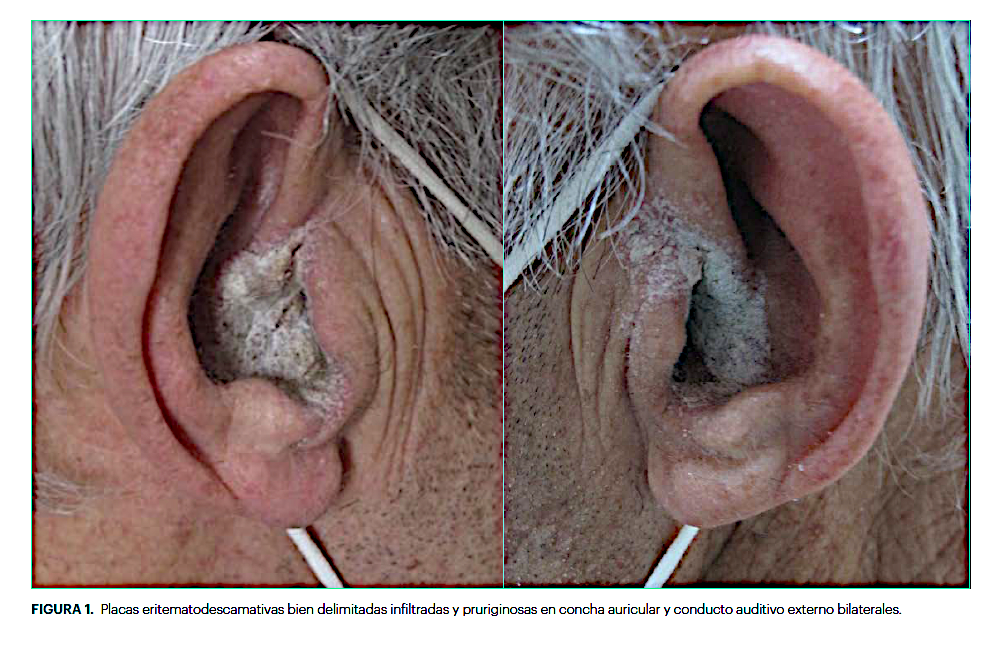 FIGURA 1. Placas eritematodescamativas bien delimitadas infiltradas y pruriginosas en concha auricular y conducto auditivo externo bilaterales.